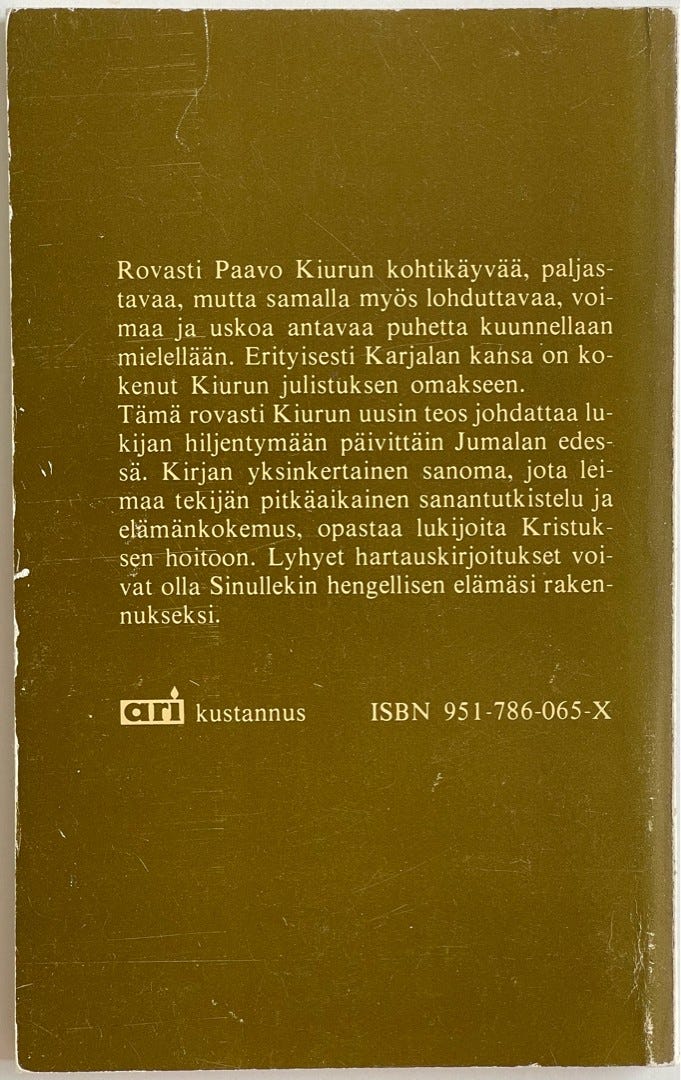 Rovasti Paavo Kiurun kohtikäyvää, paljas-
tavaa, mutta samalla myös lohduttavaa, voi-
maa ja uskoa antavaa puhetta kuunnellaan
mielellään. Erityisesti Karjalan kansa on ko-
kenut Kiurun julistuksen omakseen.
Tämä rovasti Kiurun uusin teos johdattaa lu-
kijan hiljentymään päivittäin Jumalan edes-
sä. Kirjan yksinkertainen sanoma, jota lei-
maa tekijän pitkäaikainen sanantutkistelu ja
elämänkokemus, opastaa lukijoita Kristuk-
sen hoitoon. Lyhyet hartauskirjoitukset voi-
vat olla Sinullekin hengellisen elämäsi raken-
nukseksi.
ari kustannus ISBN 951-786-065-X